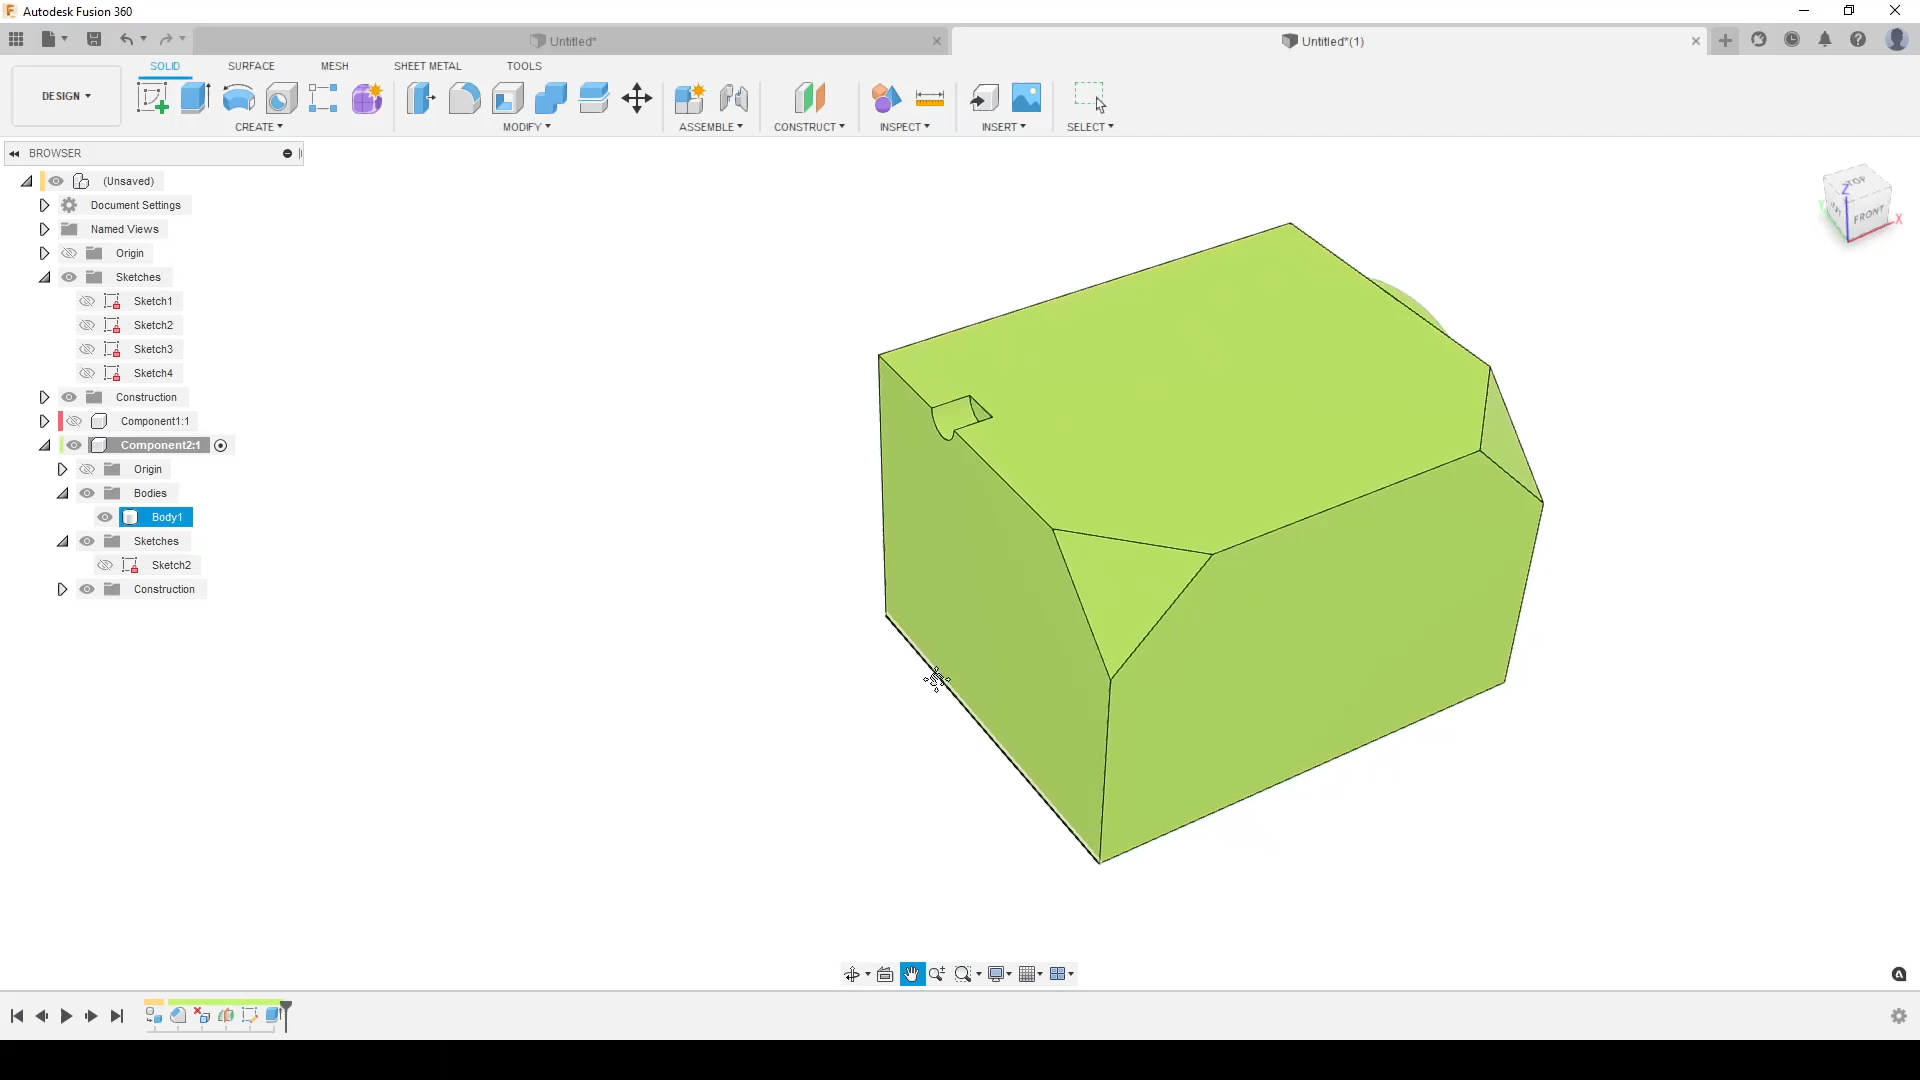 Autodesk Fusion 360
Untitled*
Untitled*(1)
SOLID
SURFACE
MESH
SHEET METAL
TOOLS
DESIGN
CREATE
MODIFY
ASSEMBLE
CONSTRUCT
INSPECT
INSERT
SELECT
BROWSER
(Unsaved)
Document Settings
Named Views
Origin
Sketches
Sketch1
Sketch2
Sketch3
Sketch4
Construction
Component1:1
Component2:1
Origin
Bodies
Body1
Sketches
Sketch2
Construction
TOP
FRONT
Z
X
Y